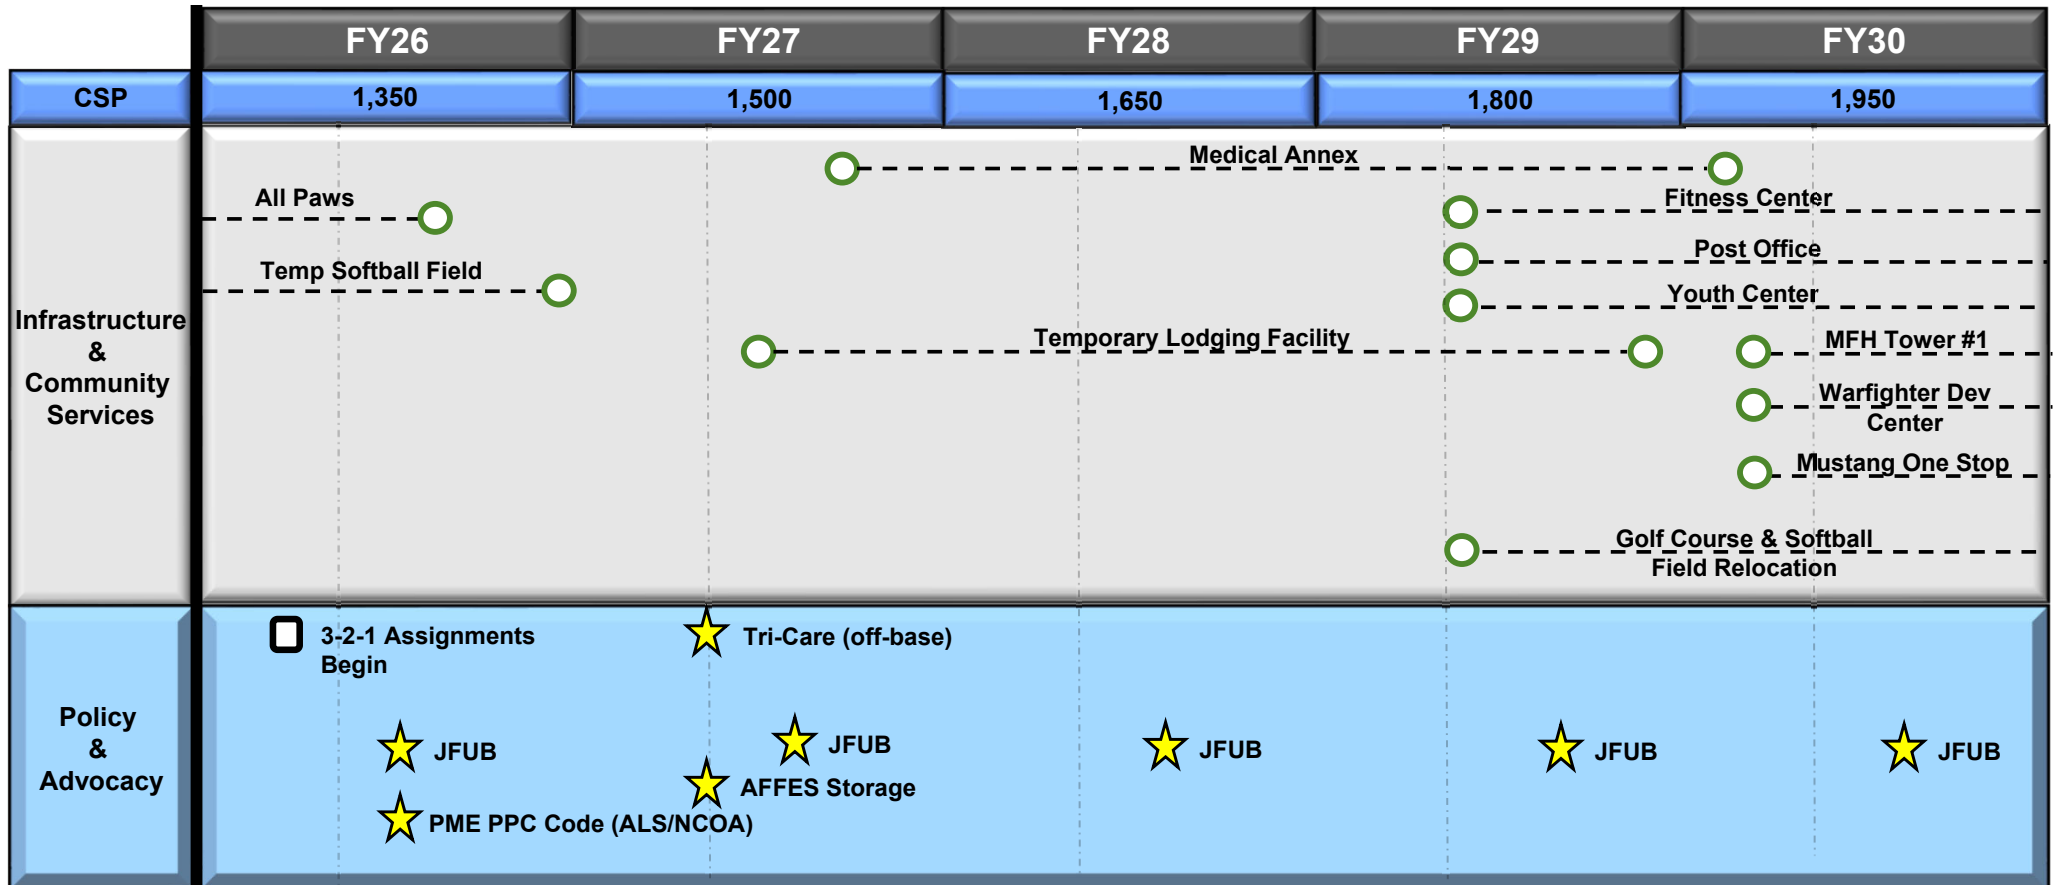 FY26
FY27
FY28
FY29
FY30
CSP
1,350
1,500
1,650
1,800
1,950
Infrastructure
&
Community
Services
Medical Annex
All Paws
Fitness Center
Temp Softball Field
Post Office
Youth Center
Temporary Lodging Facility
MFH Tower #1
Warfighter Dev
Center
Mustang One Stop
Golf Course & Softball
Field Relocation
Policy
&
Advocacy
3-2-1 Assignments
Begin
Tri-Care (off-base)
JFUB
JFUB
JFUB
JFUB
JFUB
AFFES Storage
PME PPC Code (ALS/NCOA)